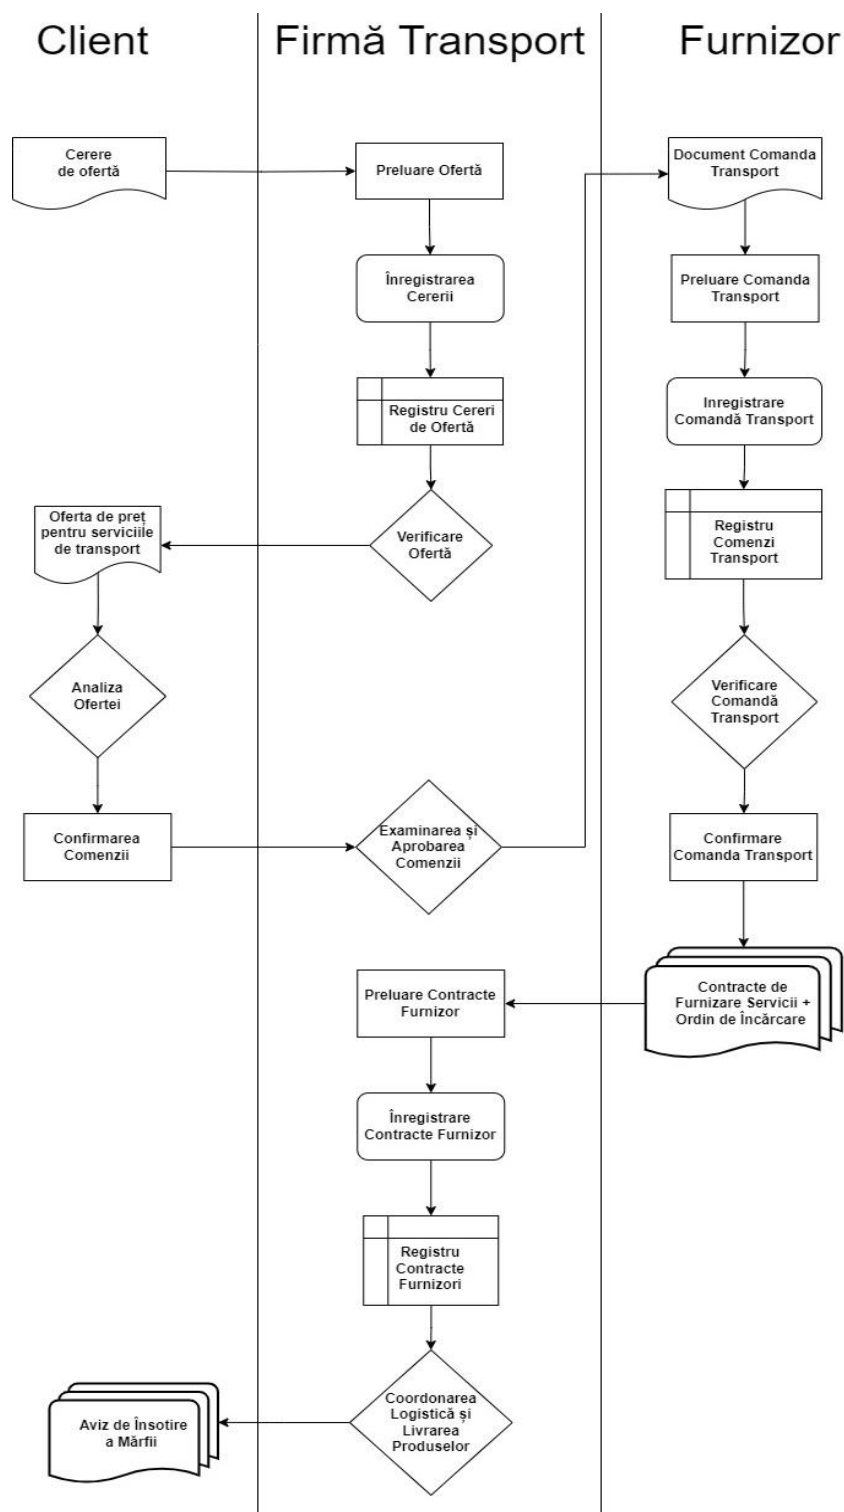 Client
Firmă Transport
Furnizor
Cerere
de ofertă
Preluare Ofertă
Document Comanda
Transport
Înregistrarea
Cererii
Preluare Comanda
Transport
Registru Cereri
de Ofertă
Inregistrare
Comandă Transport
Oferta de preț
pentru serviciile
de transport
Verificare
Ofertă
Registru
Comenzi
Transport
Analiza
Ofertei
Verificare
Comandă
Transport
Confirmarea
Comenzii
Examinarea și
Aprobarea
Comenzii
Confirmare
Comanda Transport
Preluare Contracte
Furnizor
Contracte de
Furnizare Servicii +
Ordin de Încărcare
Înregistrare
Contracte Furnizor
Registru
Contracte
Furnizori
Aviz de Însotire
a Mărfii
Coordonarea
Logistică și
Livrarea
Produselor